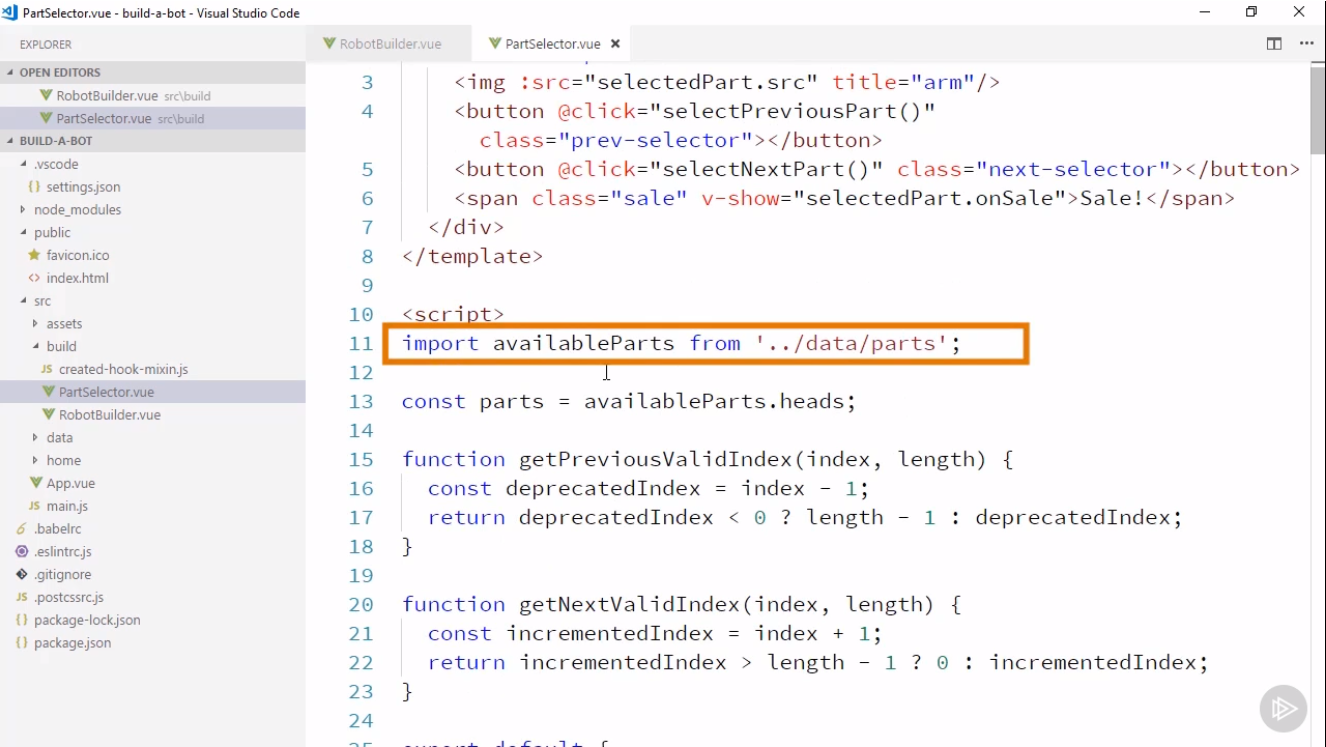 PartSelector.vue - build-a-bot - Visual Studio Code
EXPLORER
OPEN EDITORS
RobotBuilder.vue src\build
PartSelector.vue src\build
BUILD-A-BOT
.vscode
{} settings.json
node_modules
public
favicon.ico
<> index.html
src
assets
build
JS created-hook-mixin.js
PartSelector.vue
RobotBuilder.vue
data
home
App.vue
JS main.js
.babelrc
.eslintrc.js
.gitignore
JS .postcssrc.js
{} package-lock.json
{} package.json
RobotBuilder.vue
PartSelector.vue
3 <img :src="selectedPart.src" title="arm"/>
4 <button @click="selectPreviousPart()"
class="prev-selector"></button>
5 <button @click="selectNextPart()" class="next-selector"></button>
6 <span class="sale" v-show="selectedPart.onSale">Sale!</span>
7 </div>
8 </template>
9
10 <script>
11 import availableParts from '../data/parts';
12
13 const parts = availableParts.heads;
14
15 function getPreviousValidIndex(index, length) {
16 const deprecatedIndex = index - 1;
17 return deprecatedIndex < 0 ? length - 1 : deprecatedIndex;
18 }
19
20 function getNextValidIndex(index, length) {
21 const incrementedIndex = index + 1;
22 return incrementedIndex > length - 1 ? 0 : incrementedIndex;
23 }
24
25 export default {